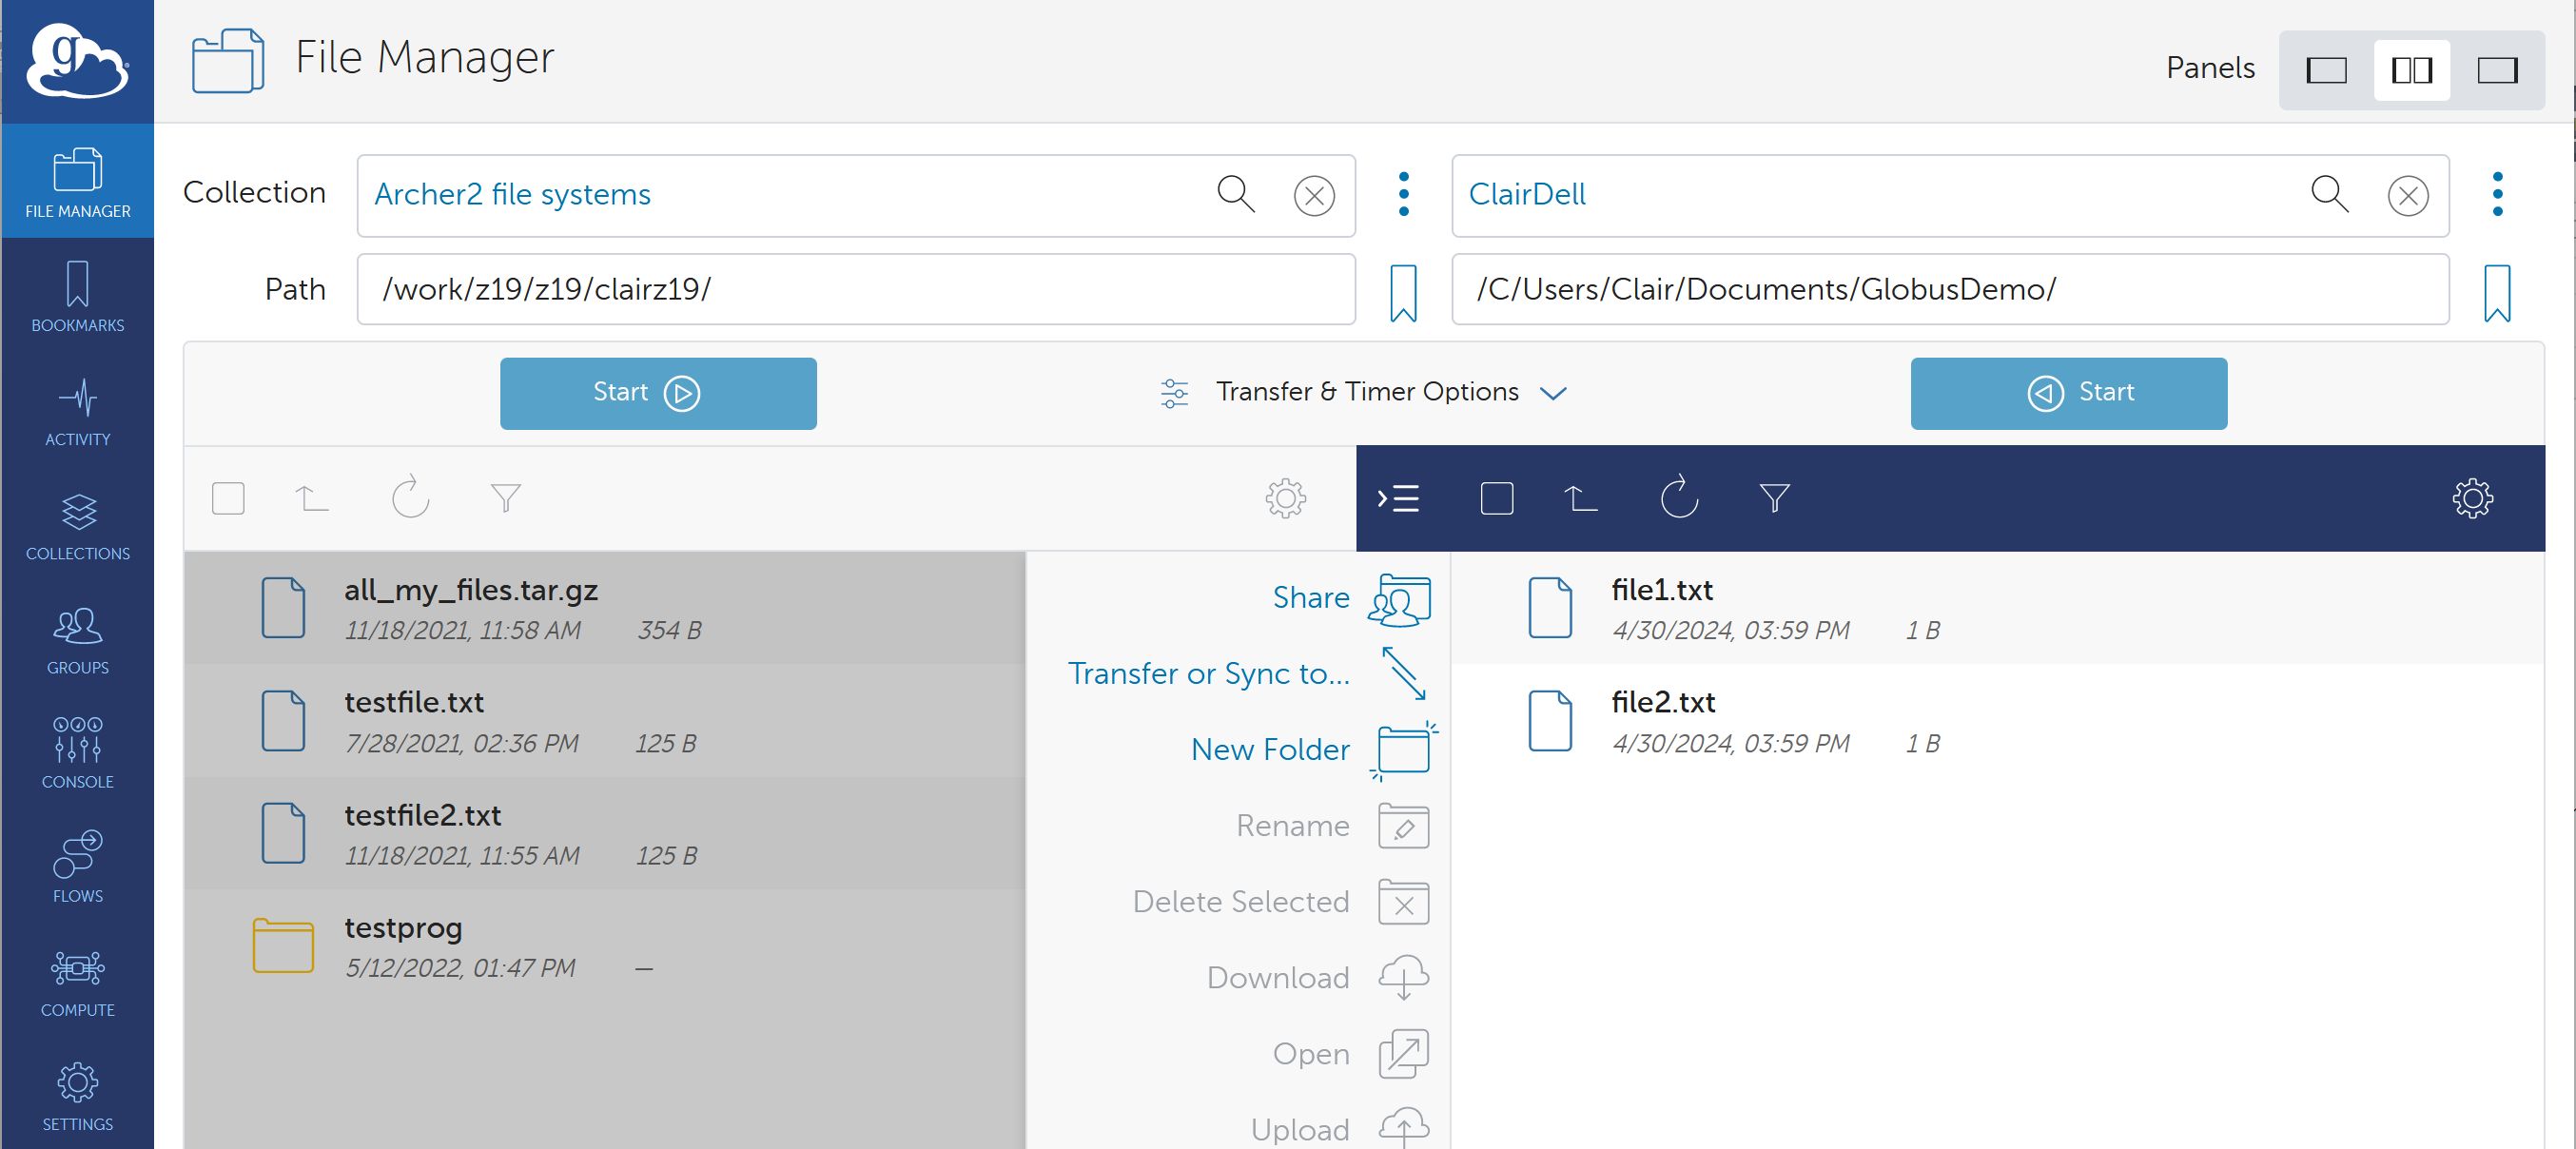 g
File Manager
Panels
FILE MANAGER
BOOKMARKS
ACTIVITY
COLLECTIONS
GROUPS
CONSOLE
FLOWS
COMPUTE
SETTINGS
Collection
Archer2 file systems
ClairDell
Path
/work/z19/z19/clairz19/
/C/Users/Clair/Documents/GlobusDemo/
Start
Transfer & Timer Options
Start
all_my_files.tar.gz
11/18/2021, 11:58 AM 354 B
testfile.txt
7/28/2021, 02:36 PM 125 B
testfile2.txt
11/18/2021, 11:55 AM 125 B
testprog
5/12/2022, 01:47 PM —
Share
Transfer or Sync to...
New Folder
Rename
Delete Selected
Download
Open
Upload
file1.txt
4/30/2024, 03:59 PM 1 B
file2.txt
4/30/2024, 03:59 PM 1 B